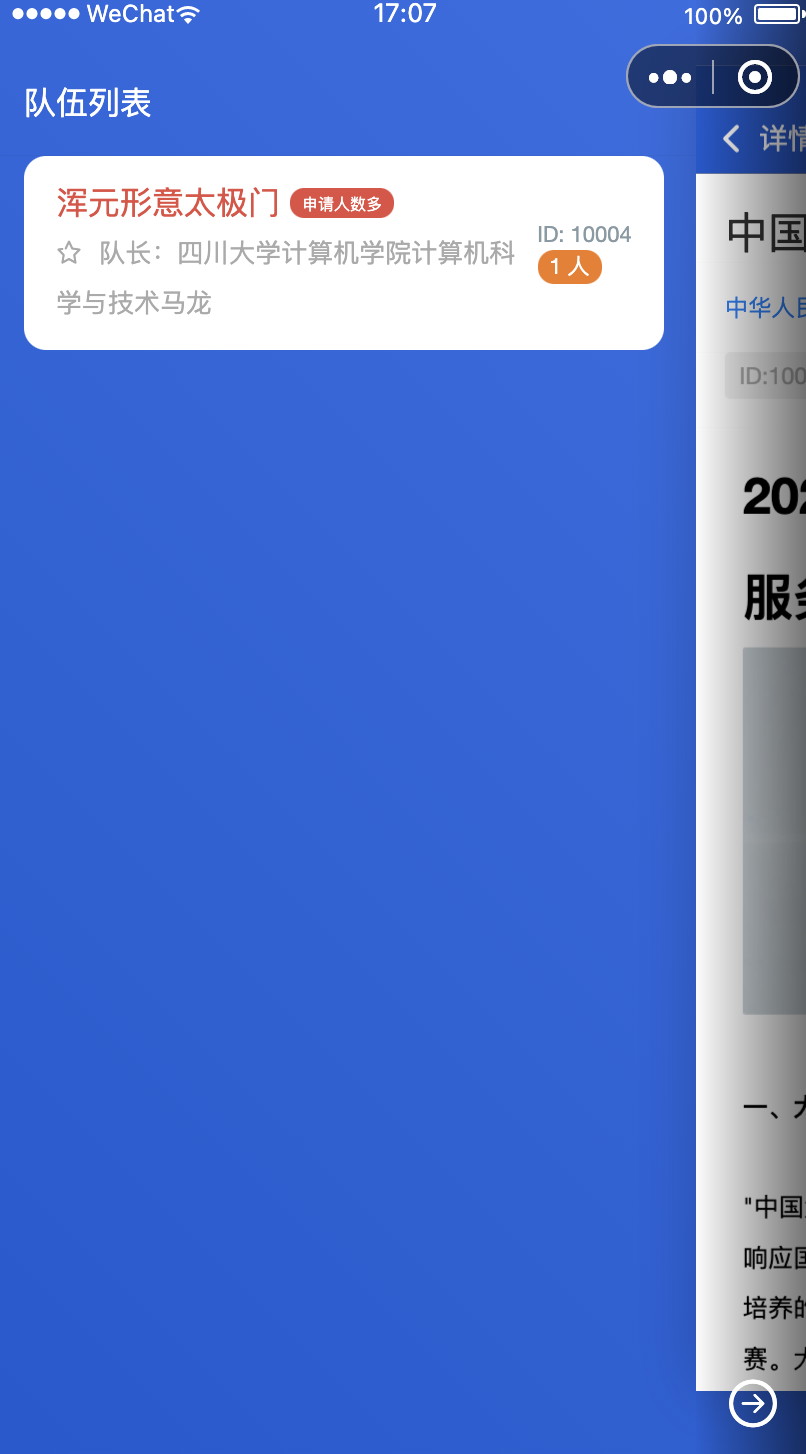 WeChat
17:07
100%
队伍列表
浑元形意太极门 申请人数多
队长：四川大学计算机学院计算机科
学与技术马龙
ID: 10004
1 人
详情
中国
中华人民
ID:100
202
服务
一、大
"中国
响应国
培养的
赛。大